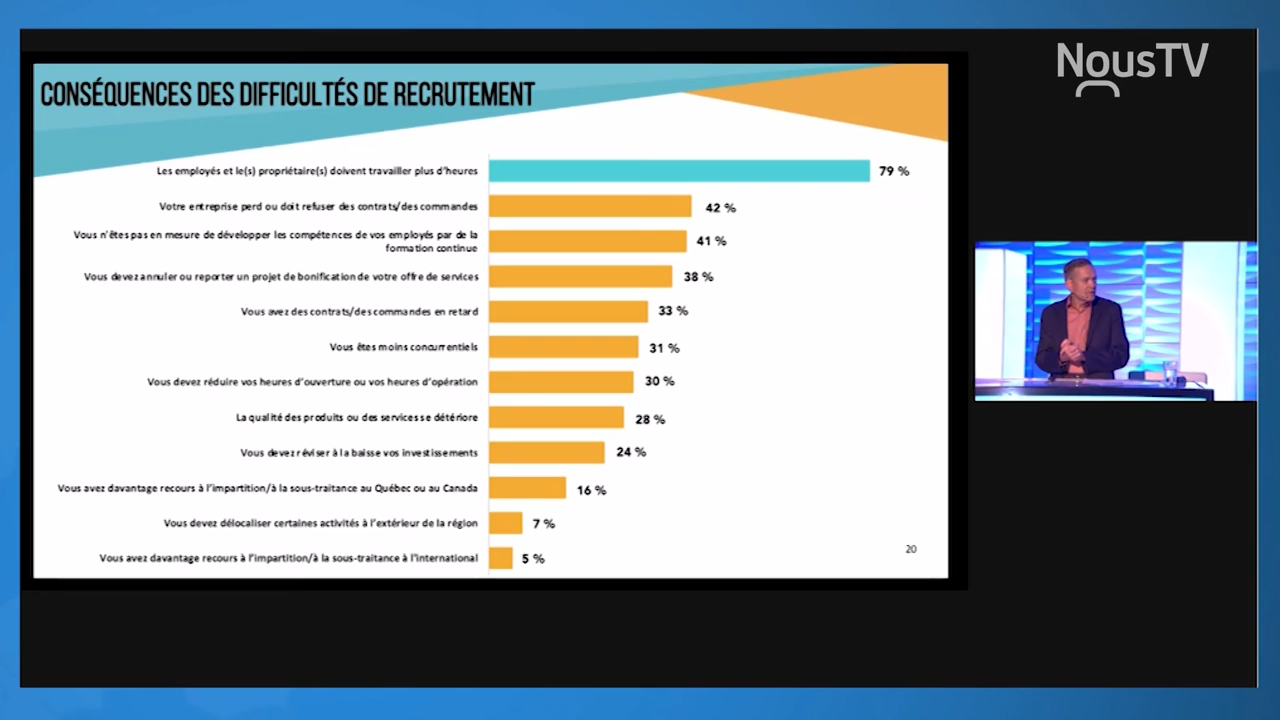 NousTV
CONSÉQUENCES DES DIFFICULTÉS DE RECRUTEMENT
Les employés et le(s) propriétaire(s) doivent travailler plus d'heures
79 %
Votre entreprise perd ou doit refuser des contrats/des commandes
42 %
Vous n'êtes pas en mesure de développer les compétences de vos employés par de la
formation continue
41 %
Vous devez annuler ou reporter un projet de bonification de votre offre de services
38 %
Vous avez des contrats/des commandes en retard
33 %
Vous êtes moins concurrentiels
31 %
Vous devez réduire vos heures d'ouverture ou vos heures d'opération
30 %
La qualité des produits ou des services se détériore
28 %
Vous devez réviser à la baisse vos investissements
24 %
Vous avez davantage recours à l'impartition/à la sous-traitance au Québec ou au Canada
16 %
Vous devez délocaliser certaines activités à l'extérieur de la région
7 %
Vous avez davantage recours à l'impartition/à la sous-traitance à l'international
5 %
20